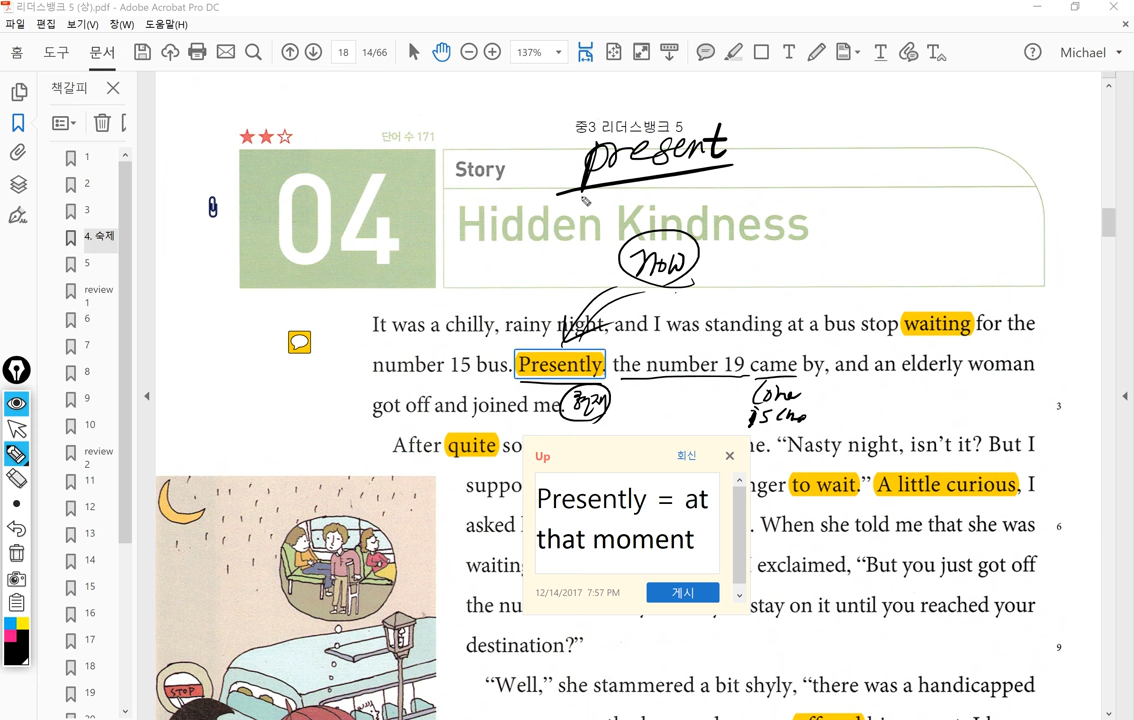 리더스뱅크 5 (상).pdf - Adobe Acrobat Pro DC
파일 편집 보기(V) 창(W) 도움말(H)
홈 도구 문서 18 14/66 137% Michael
책갈피
1
2
3
4. 숙제
5
review 1
6
7
8
9
10
review 2
11
12
13
14
15
16
17
18
19
단어 수 171
중3 리더스뱅크 5
present
04
Story
Hidden Kindness
now
It was a chilly, rainy night, and I was standing at a bus stop waiting for the
number 15 bus. Presently, the number 19 came by, and an elderly woman
got off and joined me. 현재
come
3
After quite so
ne. “Nasty night, isn’t it? But I
suppo
nger to wait.” A little curious, I
asked
. When she told me that she was
6
waiting
exclaimed, “But you just got off
the nu
stay on it until you reached your
destination?”
9
“Well,” she stammered a bit shyly, “there was a handicapped
Up 회신
Presently = at
that moment
12/14/2017 7:57 PM 게시
STOP